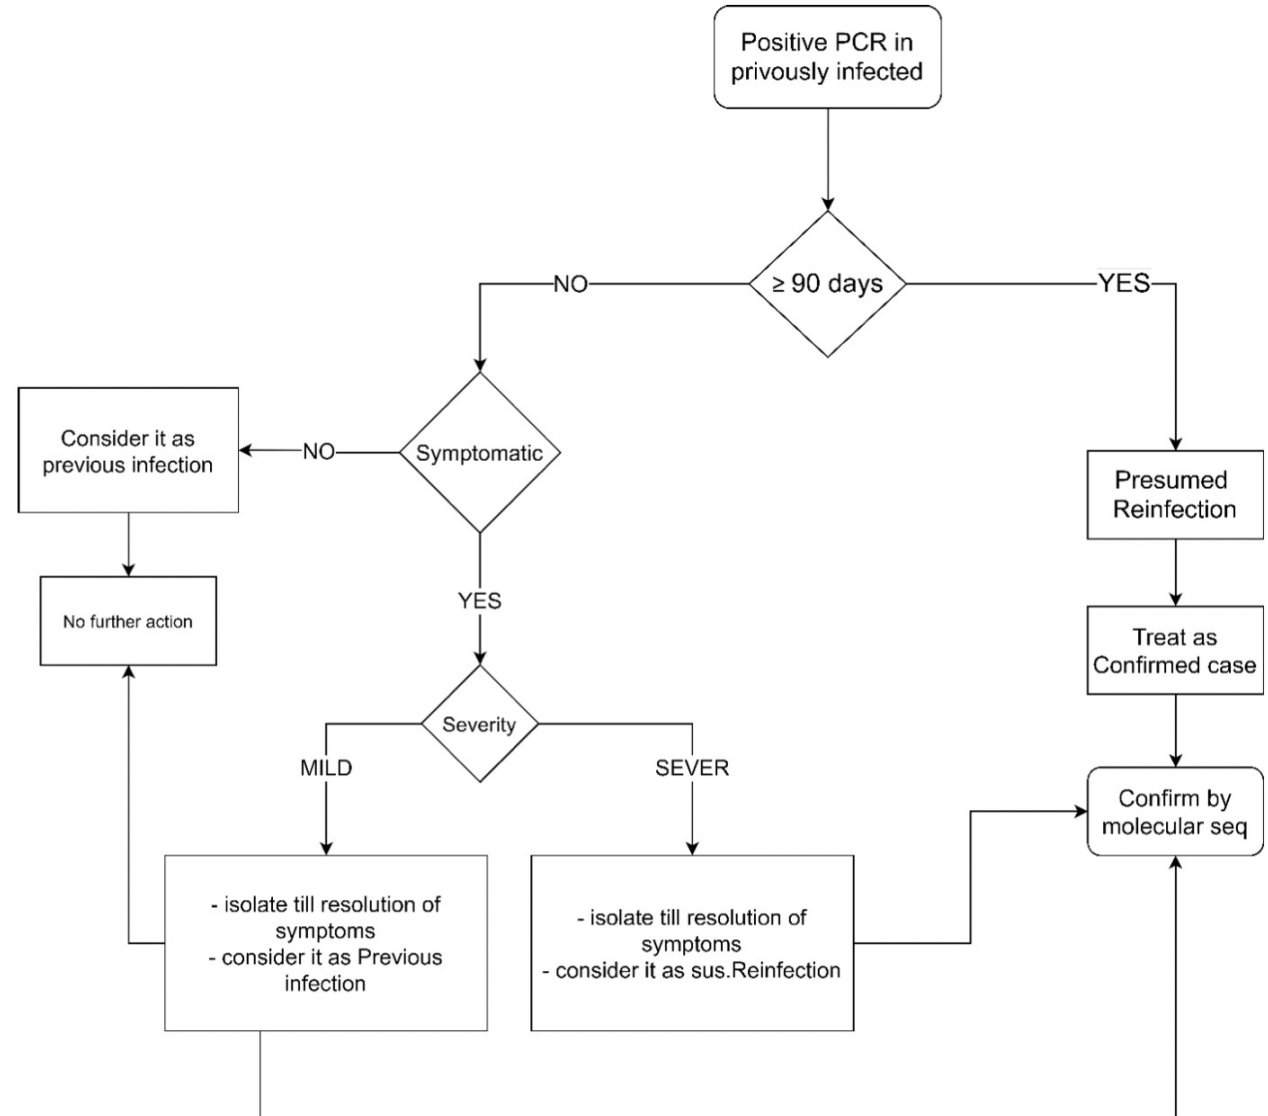 Positive PCR in
privously infected
≥ 90 days
NO
YES
Symptomatic
NO
Consider it as
previous infection
Presumed
Reinfection
No further action
YES
Treat as
Confirmed case
Severity
MILD
SEVER
Confirm by
molecular seq
- isolate till resolution of
symptoms
- consider it as Previous
infection
- isolate till resolution of
symptoms
- consider it as sus.Reinfection